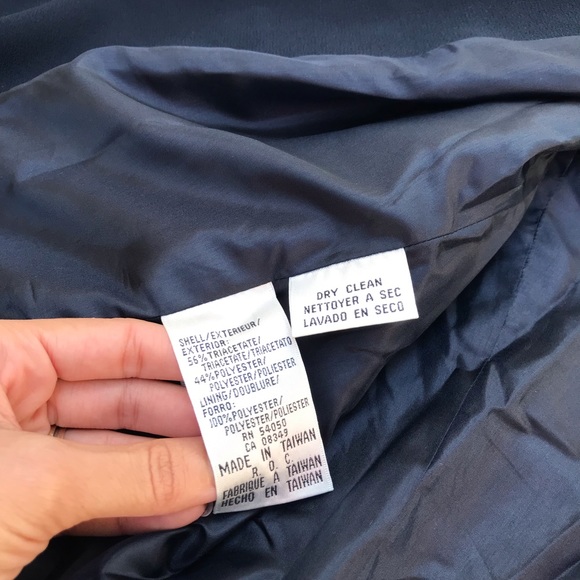 SHELL/EXTERIEUR/
EXTERIOR:
56%TRIACETATE/
TRIACETATE/TRIACETATO
44%POLYESTER/
POLYESTER/POLIESTER
LINING/DOUBLURE/
FORRO:
100%POLYESTER/
POLYESTER/POLIESTER
RN 54050
CA 08349
MADE IN TAIWAN
R. O. C.
FABRIQUE A TAIWAN
HECHO EN TAIWAN
DRY CLEAN
NETTOYER A SEC
LAVADO EN SECO